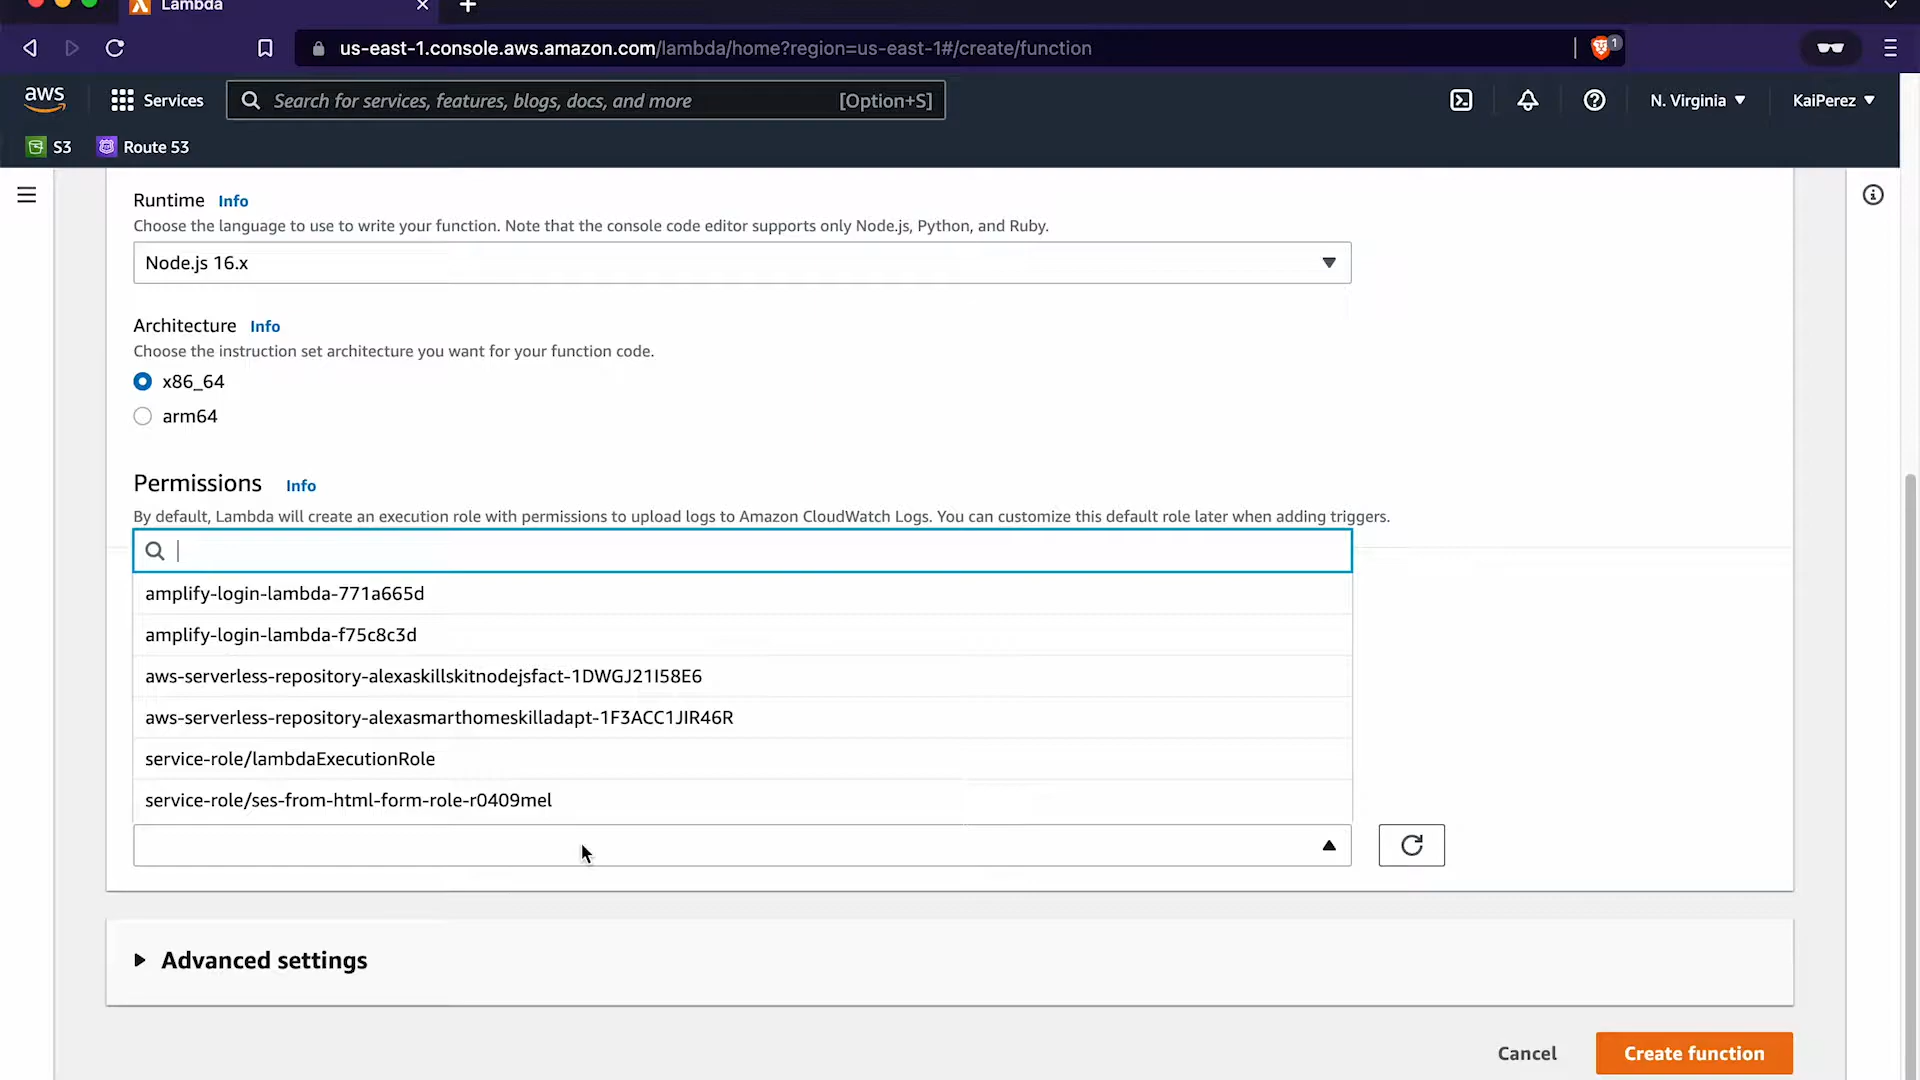 Lambda
us-east-1.console.aws.amazon.com/lambda/home?region=us-east-1#/create/function
1
aws
Services
Search for services, features, blogs, docs, and more
[Option+S]
N. Virginia
KaiPerez
S3
Route 53
Runtime Info
Choose the language to use to write your function. Note that the console code editor supports only Node.js, Python, and Ruby.
Node.js 16.x
Architecture Info
Choose the instruction set architecture you want for your function code.
x86_64
arm64
Permissions Info
By default, Lambda will create an execution role with permissions to upload logs to Amazon CloudWatch Logs. You can customize this default role later when adding triggers.
amplify-login-lambda-771a665d
amplify-login-lambda-f75c8c3d
aws-serverless-repository-alexaskillskitnodejsfact-1DWGJ21I58E6
aws-serverless-repository-alexasmarthomeskilladapt-1F3ACC1JIR46R
service-role/lambdaExecutionRole
service-role/ses-from-html-form-role-r0409mel
Advanced settings
Cancel
Create function